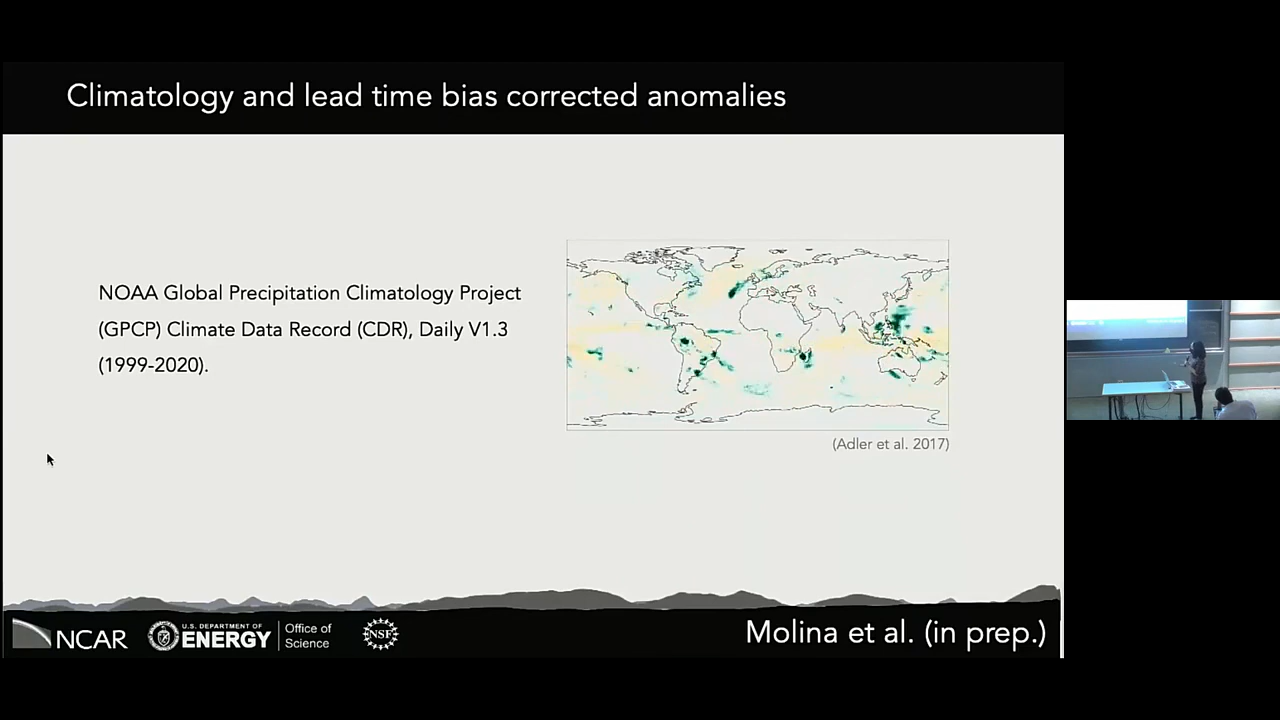 Climatology and lead time bias corrected anomalies
NOAA Global Precipitation Climatology Project
(GPCP) Climate Data Record (CDR), Daily V1.3
(1999-2020).
(Adler et al. 2017)
NCAR
U.S. DEPARTMENT OF
ENERGY
Office of
Science
NSF
Molina et al. (in prep.)